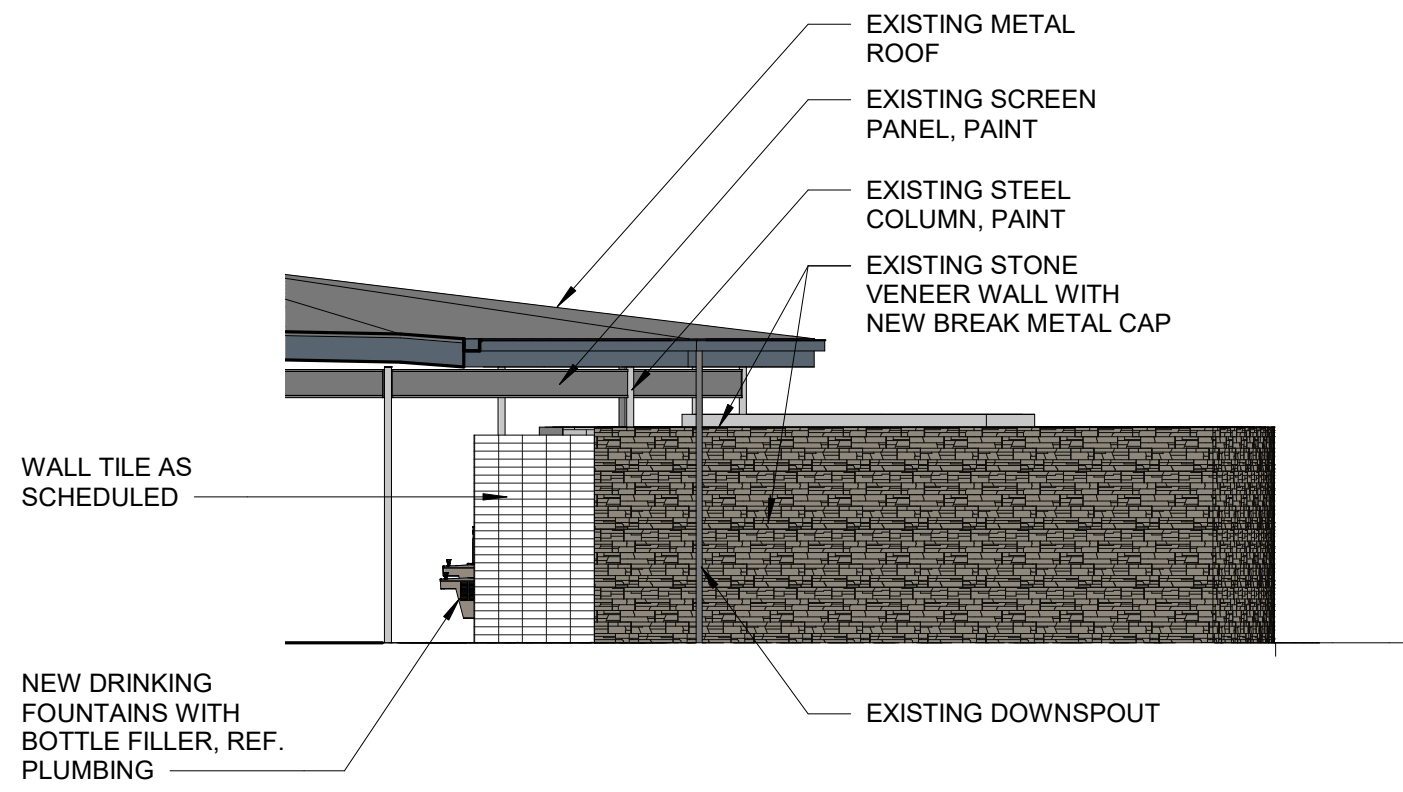 EXISTING METAL
ROOF
EXISTING SCREEN
PANEL, PAINT
EXISTING STEEL
COLUMN, PAINT
EXISTING STONE
VENEER WALL WITH
NEW BREAK METAL CAP
WALL TILE AS
SCHEDULED
NEW DRINKING
FOUNTAINS WITH
BOTTLE FILLER, REF.
PLUMBING
EXISTING DOWNSPOUT